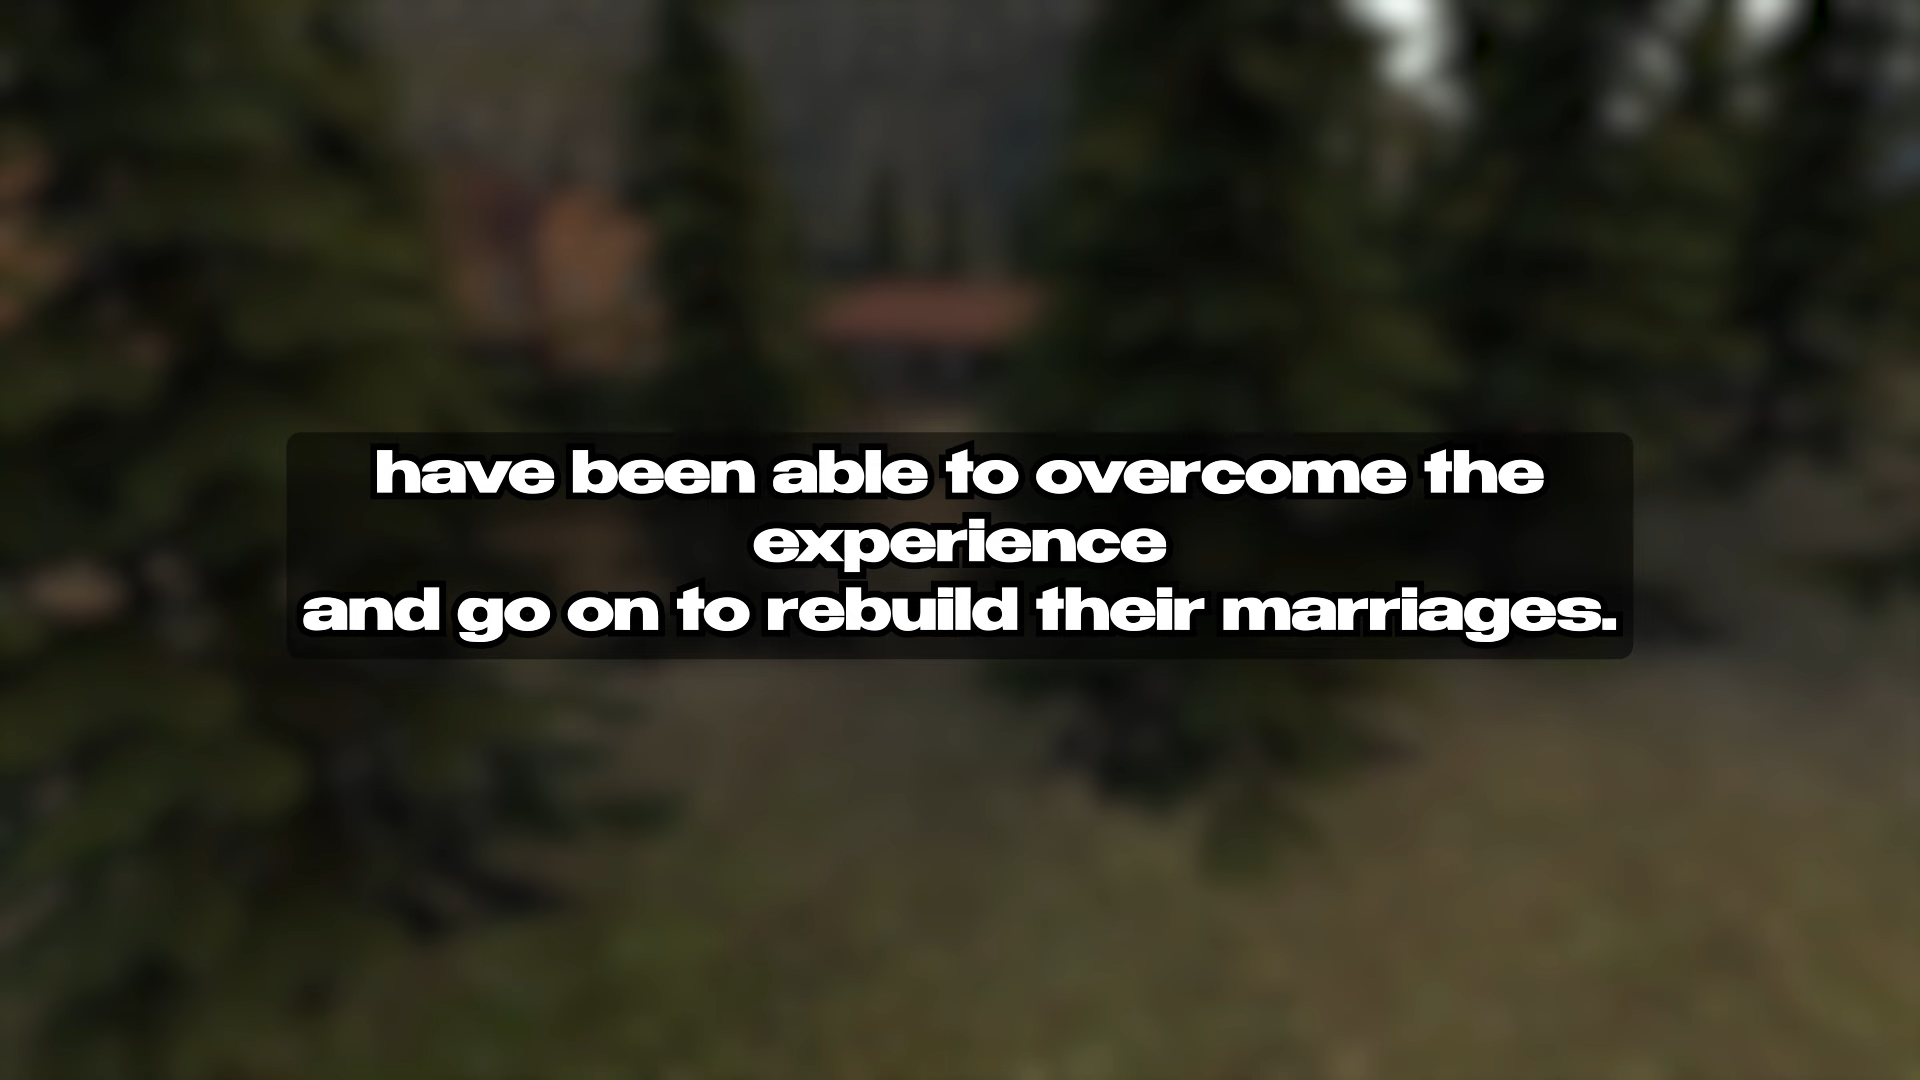 have been able to overcome the
experience
and go on to rebuild their marriages.